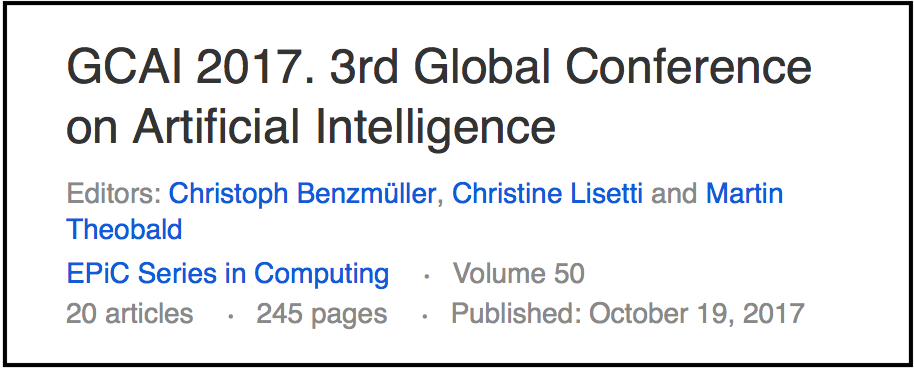 GCAI 2017. 3rd Global Conference
on Artificial Intelligence
Editors: Christoph Benzmüller, Christine Lisetti and Martin
Theobald
EPiC Series in Computing · Volume 50
20 articles · 245 pages · Published: October 19, 2017